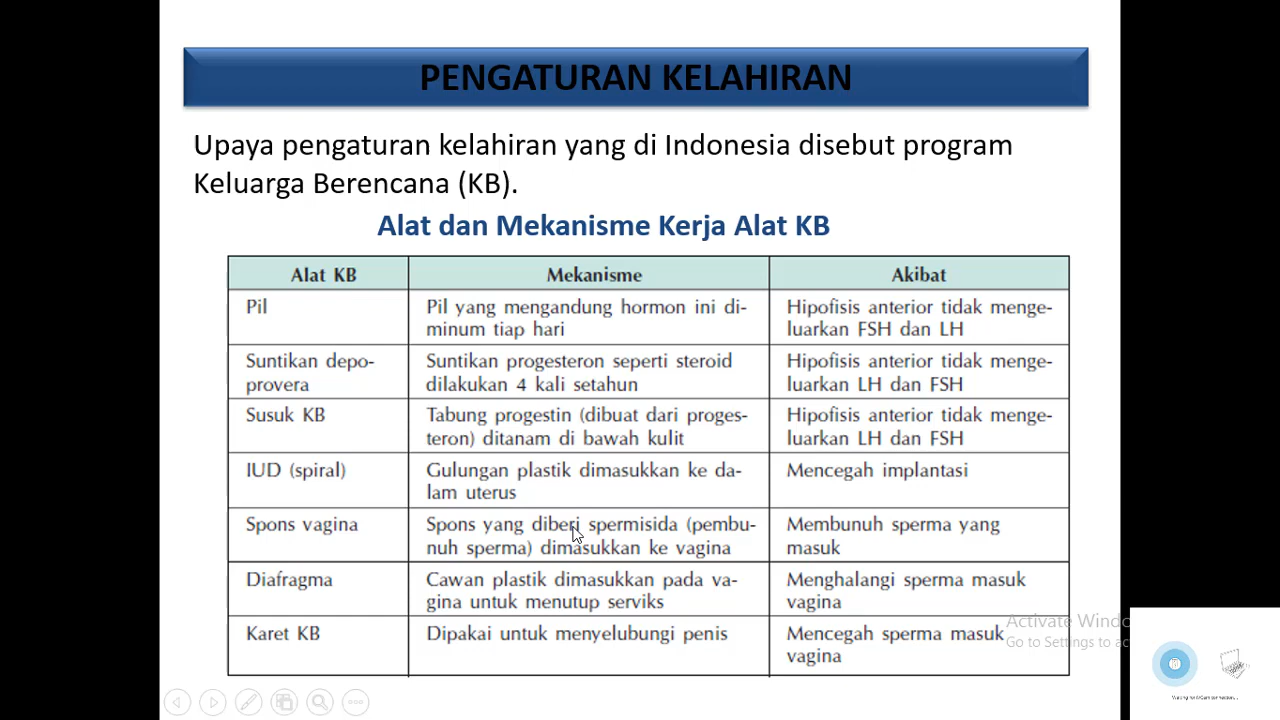 PENGATURAN KELAHIRAN
Upaya pengaturan kelahiran yang di Indonesia disebut program
Keluarga Berencana (KB).
Alat dan Mekanisme Kerja Alat KB
Alat KB Mekanisme Akibat
Pil Pil yang mengandung hormon ini di- Hipofisis anterior tidak menge-
minum tiap hari luarkan FSH dan LH
Suntikan depo- Suntikan progesteron seperti steroid Hipofisis anterior tidak menge-
provera dilakukan 4 kali setahun luarkan LH dan FSH
Susuk KB Tabung progestin (dibuat dari proges- Hipofisis anterior tidak menge-
teron) ditanam di bawah kulit luarkan LH dan FSH
IUD (spiral) Gulungan plastik dimasukkan ke da- Mencegah implantasi
lam uterus
Spons vagina Spons yang diberi spermisida (pembu- Membunuh sperma yang
nuh sperma) dimasukkan ke vagina masuk
Diafragma Cawan plastik dimasukkan pada va- Menghalangi sperma masuk
gina untuk menutup serviks vagina
Karet KB Dipakai untuk menyelubungi penis Mencegah sperma masuk
vagina
Activate Windo
Go to Settings to ac